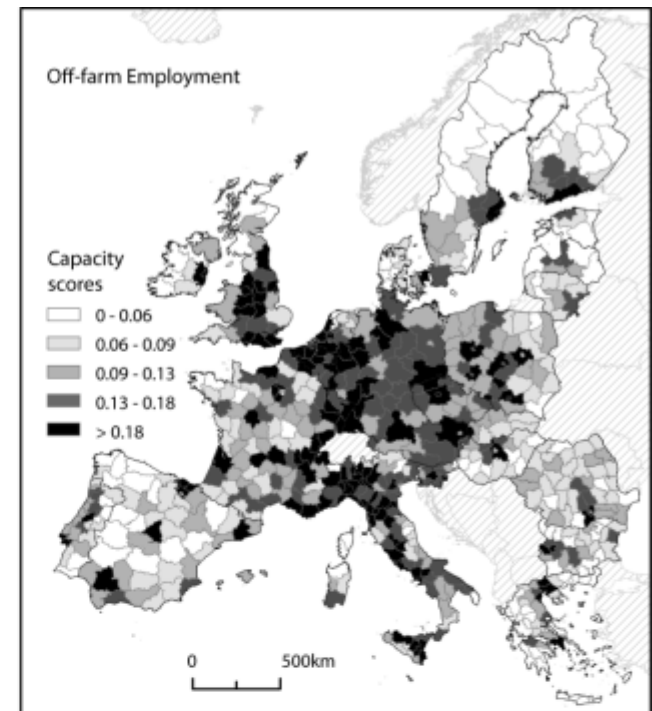 Off-farm Employment
Capacity
scores
0 - 0.06
0.06 - 0.09
0.09 - 0.13
0.13 - 0.18
> 0.18
0 500km